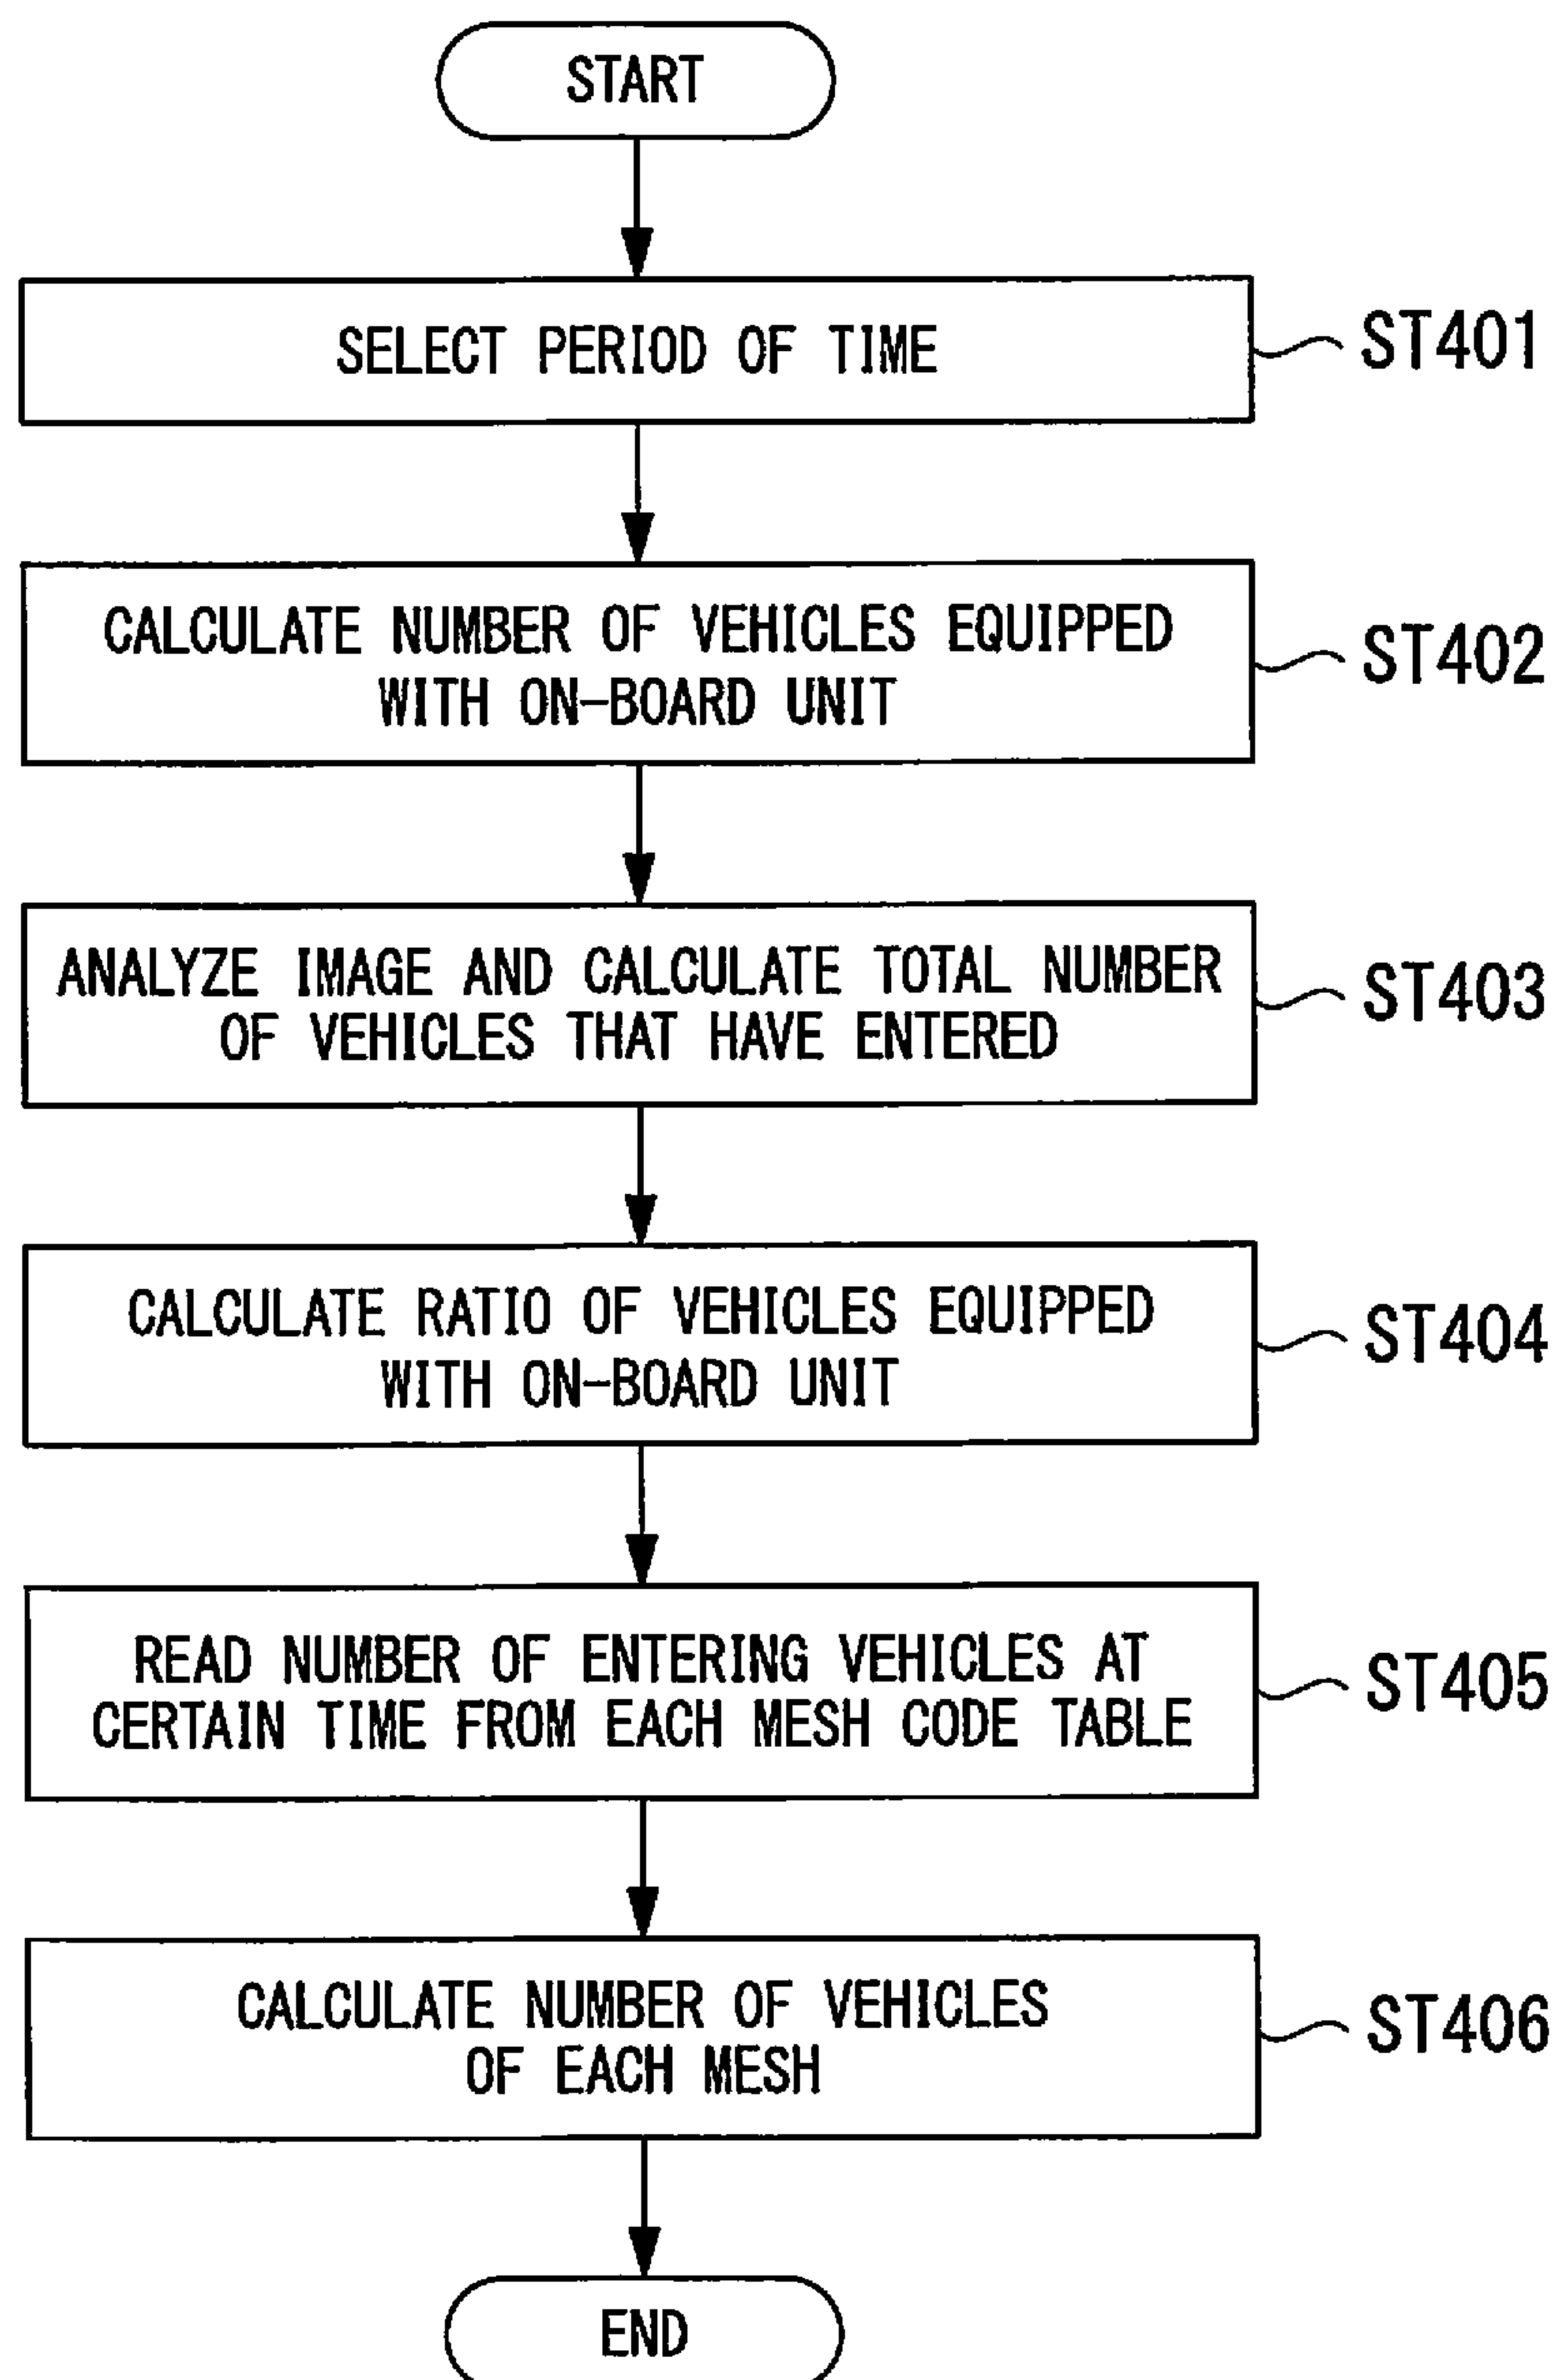 START
SELECT PERIOD OF TIME
ST401
CALCULATE NUMBER OF VEHICLES EQUIPPED
WITH ON-BOARD UNIT
ST402
ANALYZE IMAGE AND CALCULATE TOTAL NUMBER
OF VEHICLES THAT HAVE ENTERED
ST403
CALCULATE RATIO OF VEHICLES EQUIPPED
WITH ON-BOARD UNIT
ST404
READ NUMBER OF ENTERING VEHICLES AT
CERTAIN TIME FROM EACH MESH CODE TABLE
ST405
CALCULATE NUMBER OF VEHICLES
OF EACH MESH
ST406
END